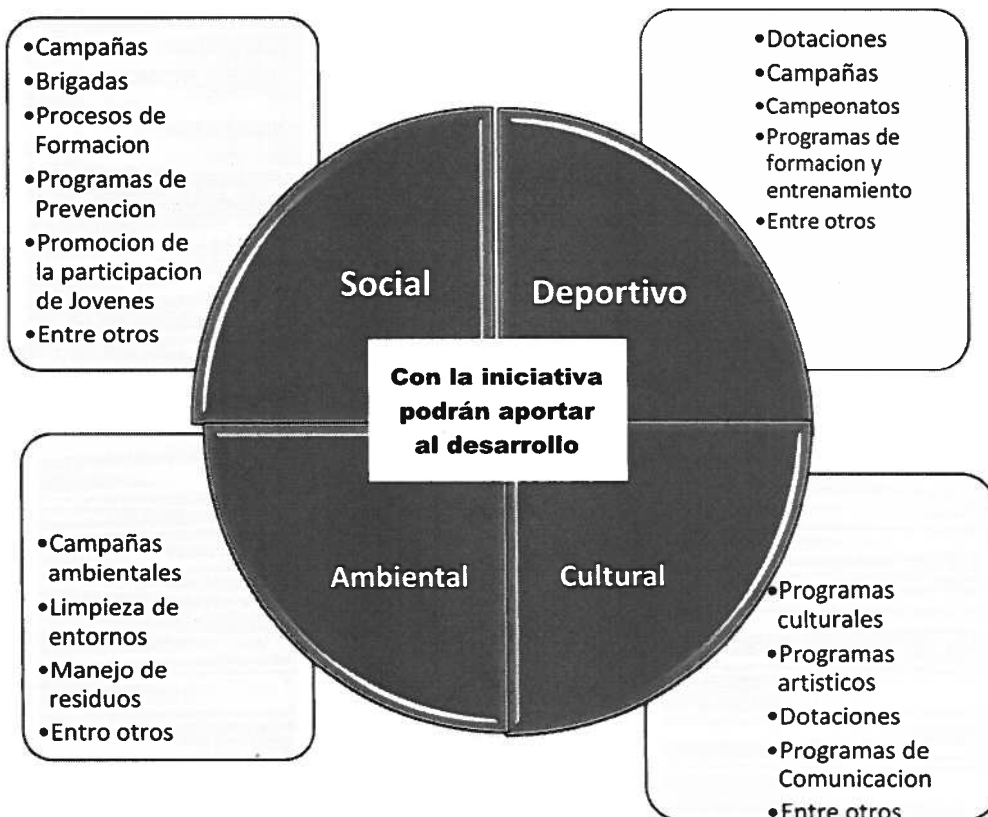 •Campañas
•Brigadas
•Procesos de
Formacion
•Programas de
Prevencion
•Promocion de
la participacion
de Jovenes
•Entre otros
•Dotaciones
•Campañas
•Campeonatos
•Programas de
formacion y
entrenamiento
•Entre otros
Social
Deportivo
Con la iniciativa
podrán aportar
al desarrollo
Ambiental
Cultural
•Campañas
ambientales
•Limpieza de
entornos
•Manejo de
residuos
•Entro otros
•Programas
culturales
•Programas
artisticos
•Dotaciones
•Programas de
Comunicacion
•Entre otros